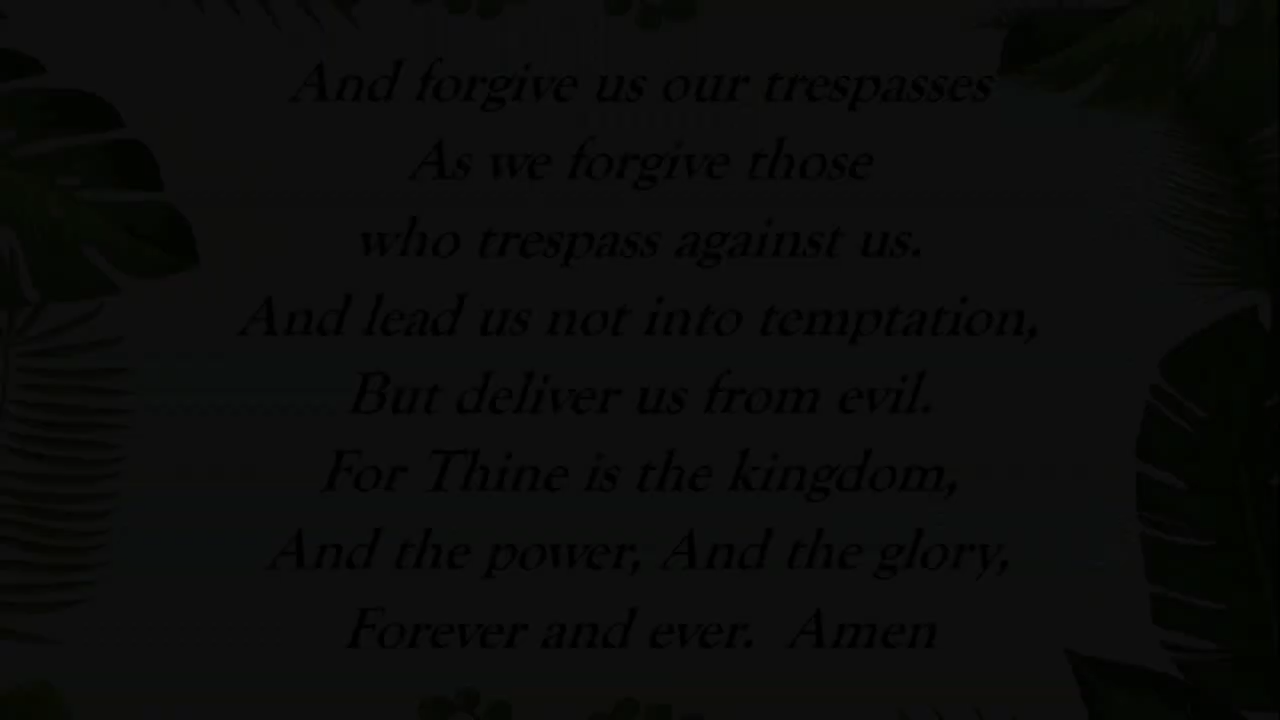 And forgive us our trespasses
As we forgive those
who trespass against us.
And lead us not into temptation,
But deliver us from evil.
For Thine is the kingdom,
And the power, And the glory,
Forever and ever.  Amen